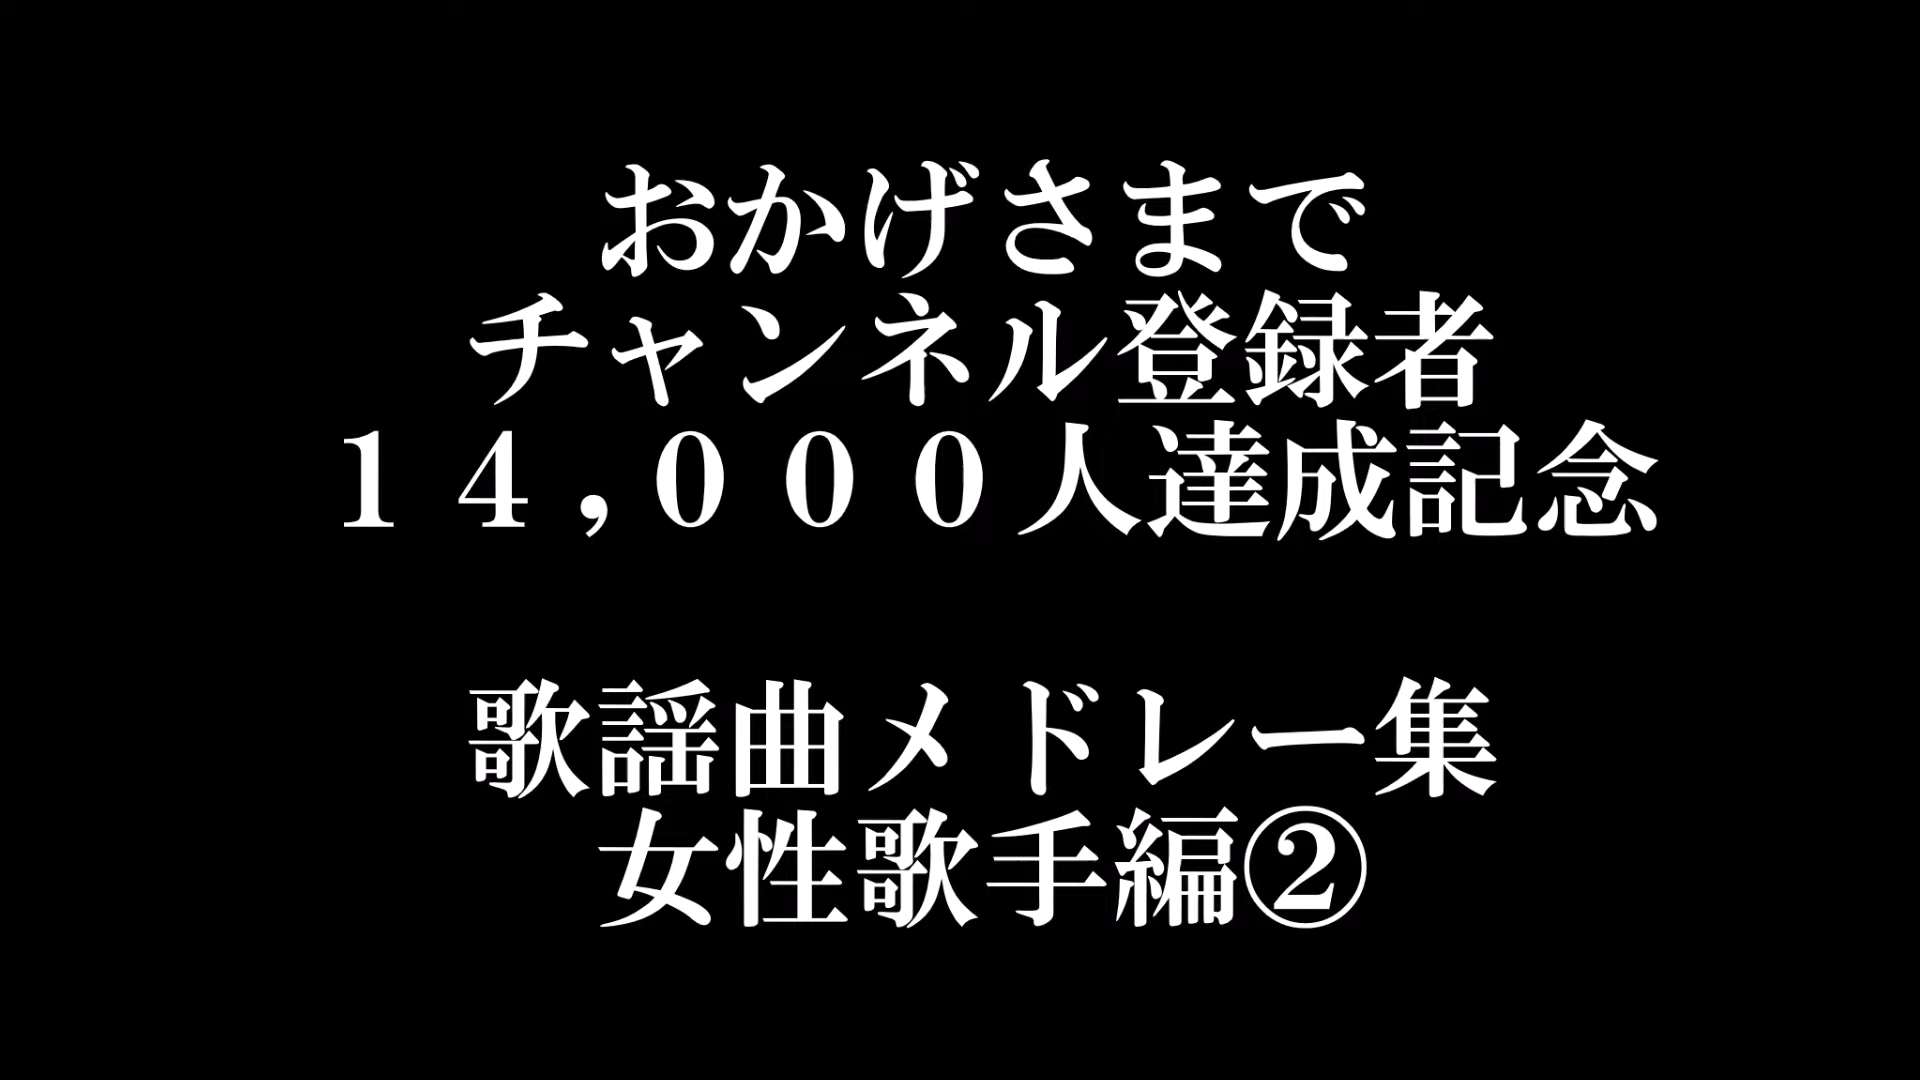 おかげさまで
チャンネル登録者
１４,０００人達成記念
歌謡曲メドレー集
女性歌手編②